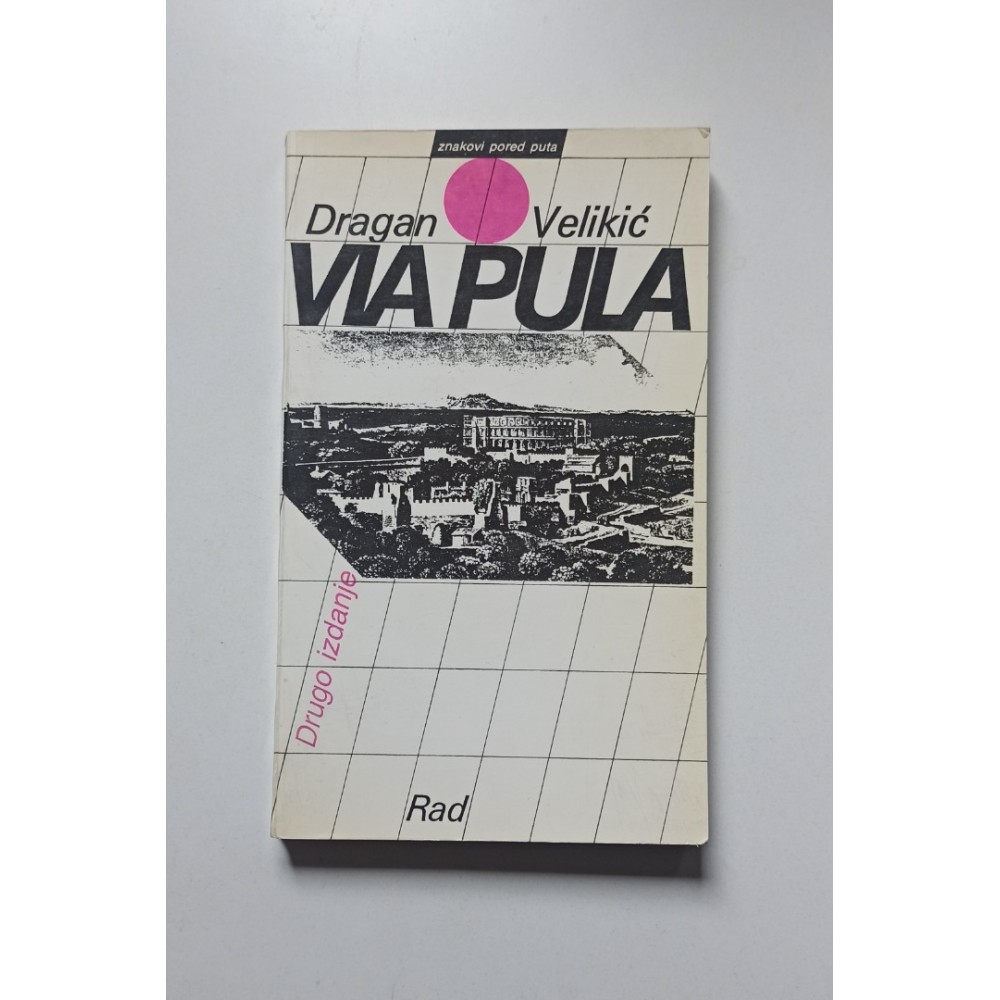 znakovi pored puta
Dragan Velikić
VIA PULA
Drugo izdanje
Rad